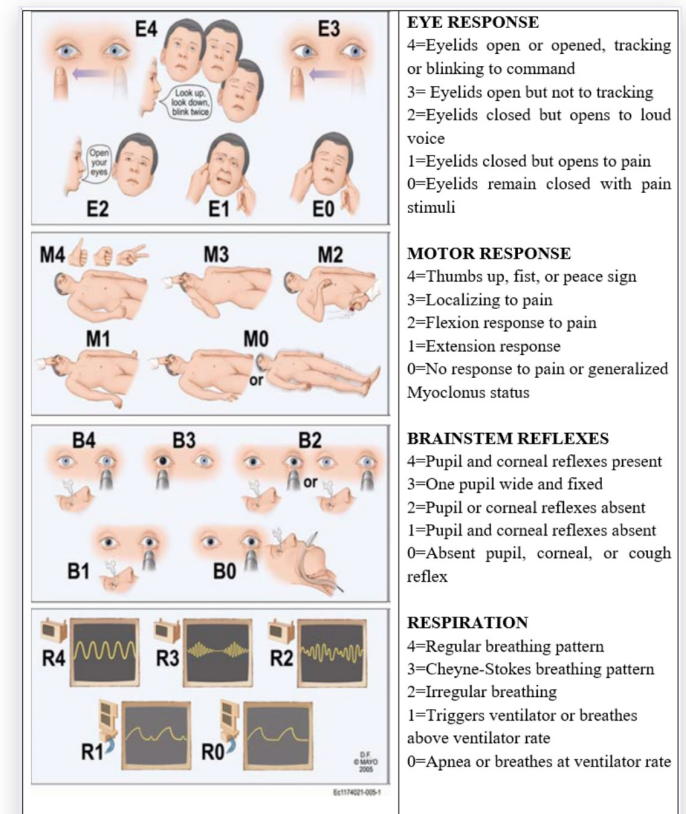 E4
E3
Look up,
look down,
blink twice
Open
your
eyes
E2
E1
E0
EYE RESPONSE
4=Eyelids open or opened, tracking
or blinking to command
3= Eyelids open but not to tracking
2=Eyelids closed but opens to loud
voice
1=Eyelids closed but opens to pain
0=Eyelids remain closed with pain
stimuli
M4
M3
M2
M1
M0
or
MOTOR RESPONSE
4=Thumbs up, fist, or peace sign
3=Localizing to pain
2=Flexion response to pain
1=Extension response
0=No response to pain or generalized
Myoclonus status
B4
B3
B2
or
B1
B0
BRAINSTEM REFLEXES
4=Pupil and corneal reflexes present
3=One pupil wide and fixed
2=Pupil or corneal reflexes absent
1=Pupil and corneal reflexes absent
0=Absent pupil, corneal, or cough
reflex
R4
R3
R2
R1
R0
D.F.
© MAYO
2005
Ec1174021-005-1
RESPIRATION
4=Regular breathing pattern
3=Cheyne-Stokes breathing pattern
2=Irregular breathing
1=Triggers ventilator or breathes
above ventilator rate
0=Apnea or breathes at ventilator rate